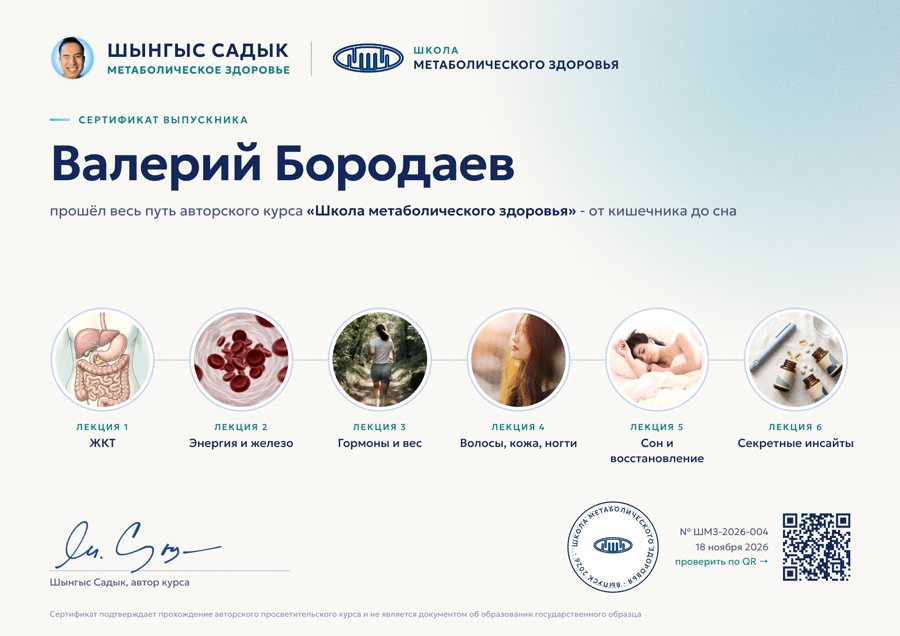 ШЫНГЫС САДЫК
МЕТАБОЛИЧЕСКОЕ ЗДОРОВЬЕ
ШКОЛА
МЕТАБОЛИЧЕСКОГО ЗДОРОВЬЯ
СЕРТИФИКАТ ВЫПУСКНИКА
Валерий Бородаев
прошёл весь путь авторского курса «Школа метаболического здоровья» - от кишечника до сна
ЛЕКЦИЯ 1
ЖКТ
ЛЕКЦИЯ 2
Энергия и железо
ЛЕКЦИЯ 3
Гормоны и вес
ЛЕКЦИЯ 4
Волосы, кожа, ногти
ЛЕКЦИЯ 5
Сон и
восстановление
ЛЕКЦИЯ 6
Секретные инсайты
Шынгыс Садык, автор курса
ШКОЛА МЕТАБОЛИЧЕСКОГО ЗДОРОВЬЯ · ВЫПУСК 2026 ·
№ ШМЗ-2026-004
18 ноября 2026
проверить по QR →
Сертификат подтверждает прохождение авторского просветительского курса и не является документом об образовании государственного образца